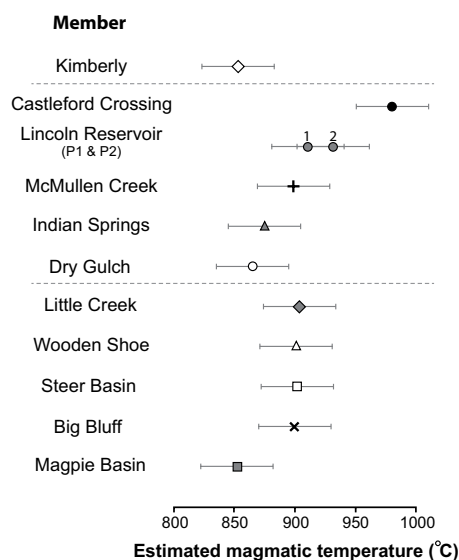 Member
Kimberly
Castleford Crossing
Lincoln Reservoir
(P1 & P2)
1 2
McMullen Creek
Indian Springs
Dry Gulch
Little Creek
Wooden Shoe
Steer Basin
Big Bluff
Magpie Basin
800 850 900 950 1000
Estimated magmatic temperature (°C)